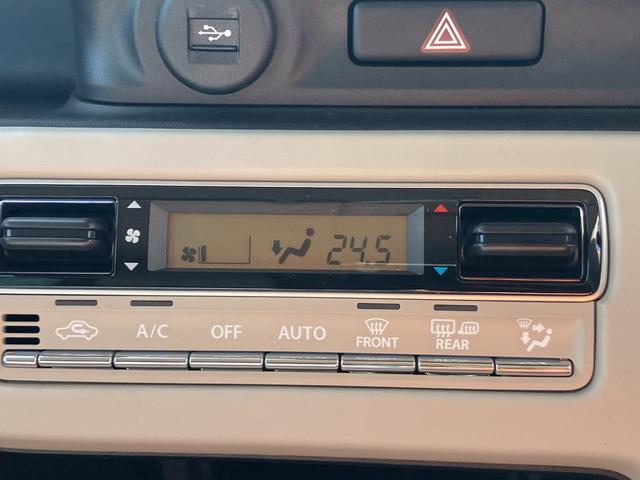 24.5
A/C OFF AUTO FRONT REAR